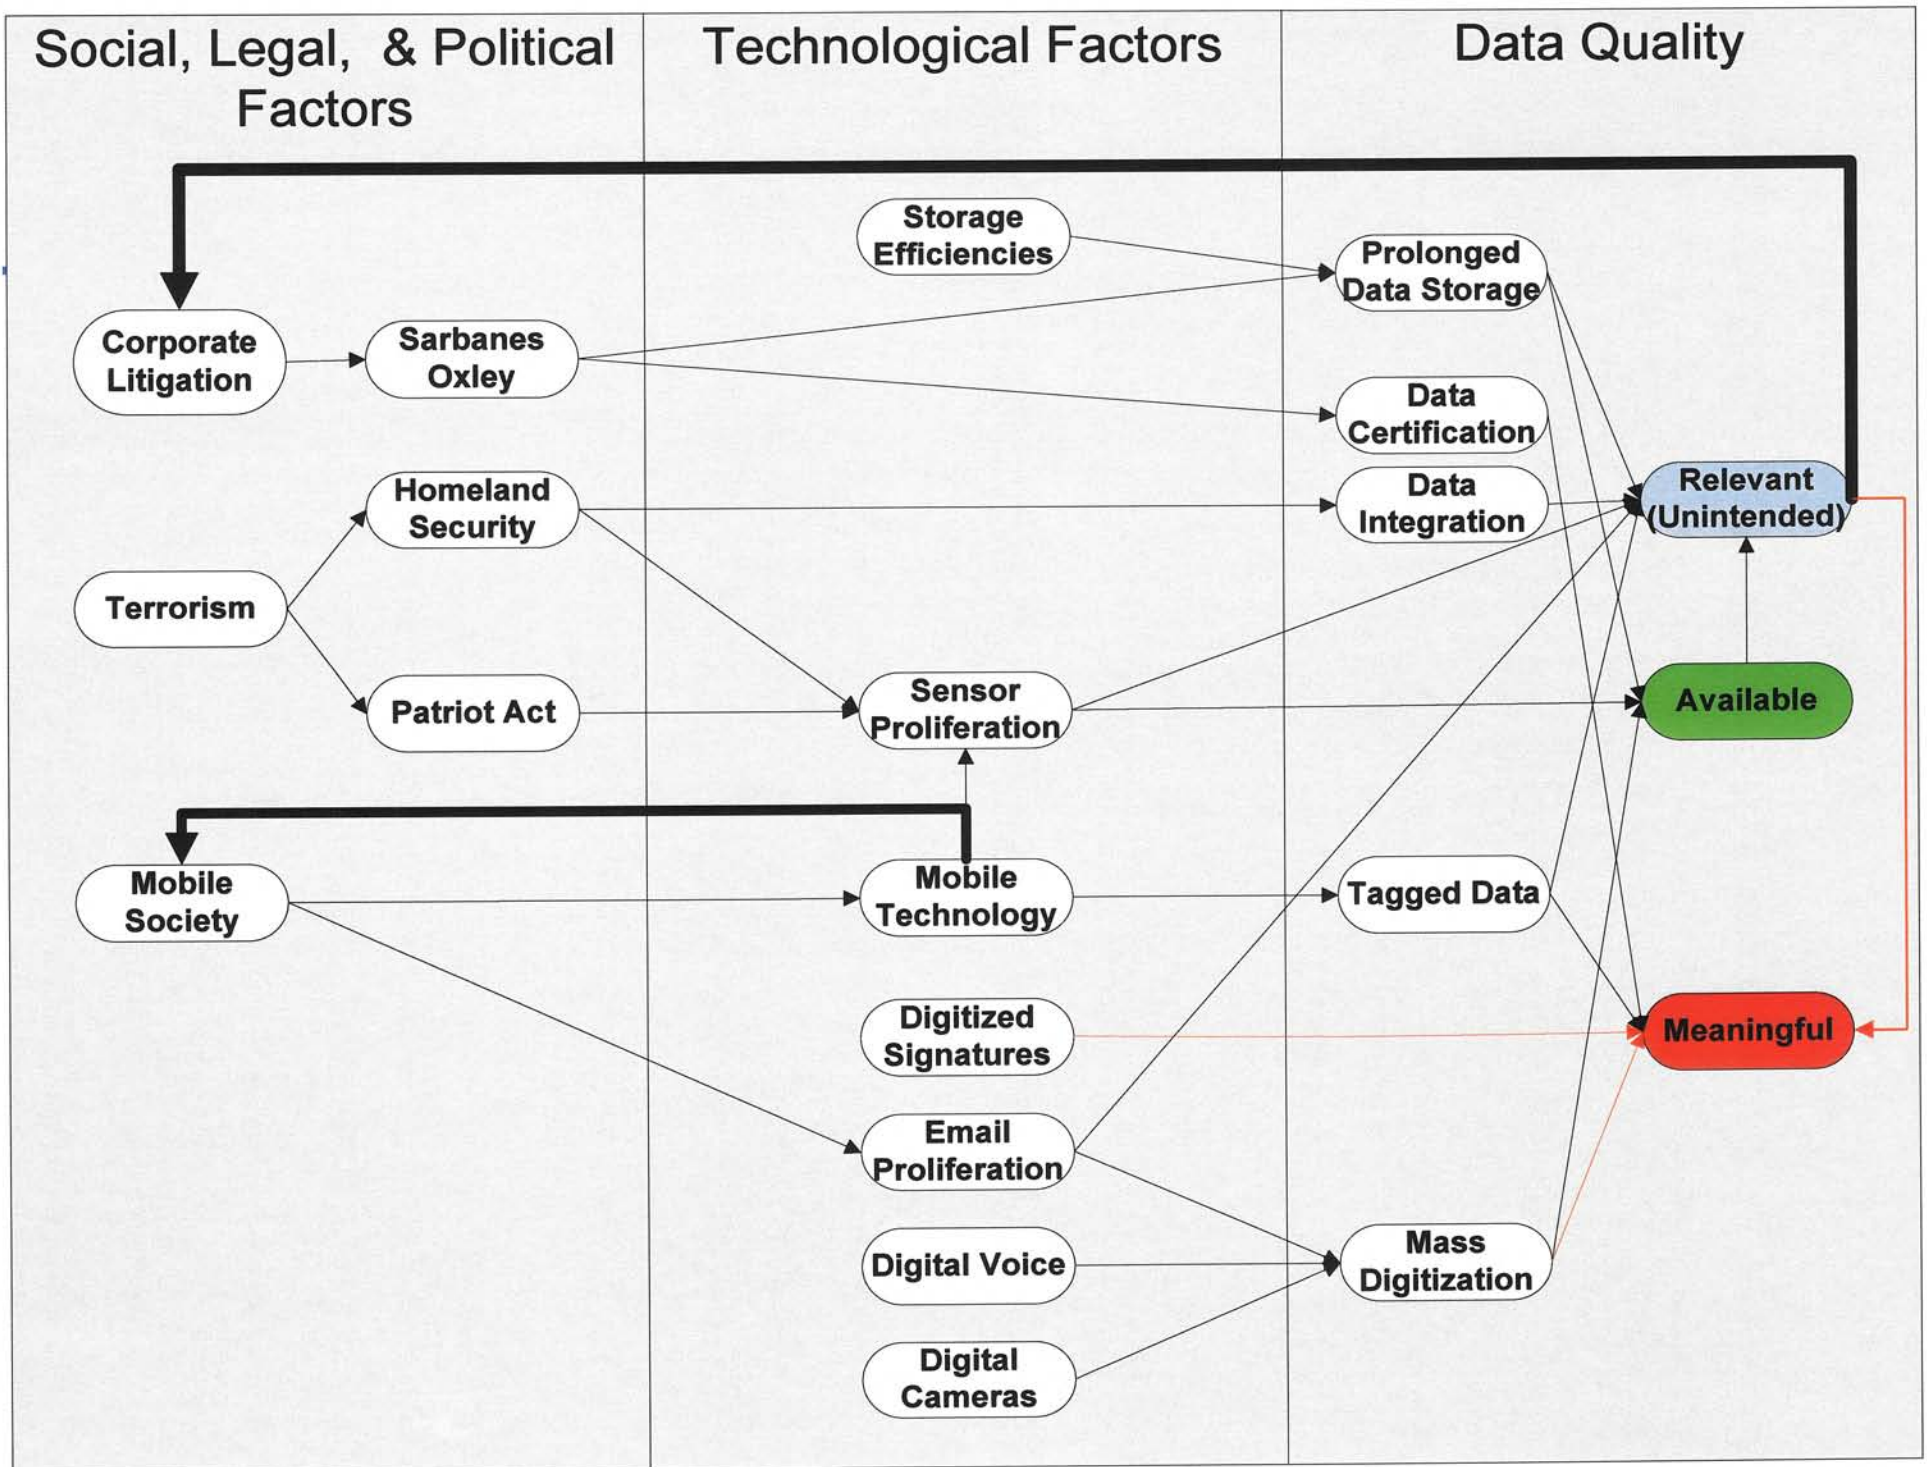 Social, Legal, & Political
Factors
Technological Factors
Data Quality
Storage
Efficiencies
Prolonged
Data Storage
Corporate
Litigation
Sarbanes
Oxley
Data
Certification
Homeland
Security
Data
Integration
Relevant
(Unintended)
Terrorism
Patriot Act
Sensor
Proliferation
Available
Mobile
Society
Mobile
Technology
Tagged Data
Digitized
Signatures
Meaningful
Email
Proliferation
Digital Voice
Mass
Digitization
Digital
Cameras